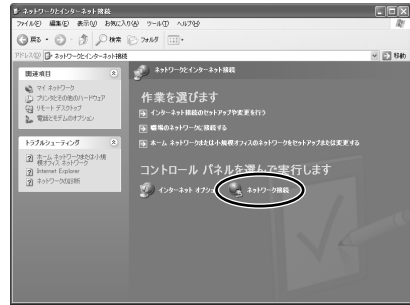 ネットワークとインターネット接続
ファイル(F) 編集(E) 表示(V) お気に入り(A) ツール(T) ヘルプ(H)
戻る 検索 フォルダ
アドレス(D) ネットワークとインターネット接続 移動
関連項目
マイ ネットワーク
プリンタとその他のハードウェア
リモート デスクトップ
電話とモデムのオプション
トラブルシューティング
ホーム ネットワークまたは小規
模オフィス ネットワーク
Internet Explorer
ネットワークの診断
ネットワークとインターネット接続
作業を選びます
インターネット接続のセットアップや変更を行う
職場のネットワークに接続する
ホーム ネットワークまたは小規模オフィスのネットワークをセットアップまたは変更する
コントロール パネルを選んで実行します
インターネット オプション
ネットワーク接続